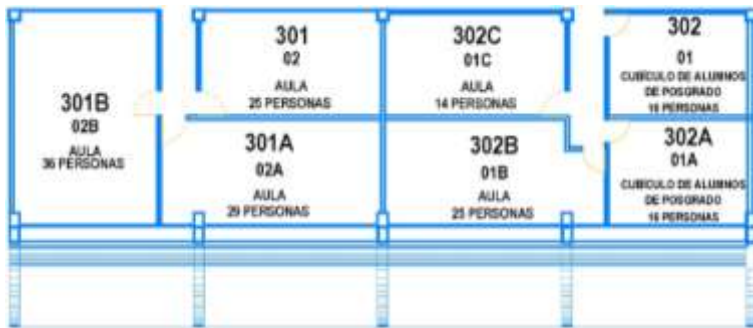 301B
02B
AULA
36 PERSONAS
301
02
AULA
25 PERSONAS
302C
01C
AULA
14 PERSONAS
302
01
CUBÍCULO DE ALUMNOS
DE POSGRADO
16 PERSONAS
301A
02A
AULA
29 PERSONAS
302B
01B
AULA
25 PERSONAS
302A
01A
CUBÍCULO DE ALUMNOS
DE POSGRADO
16 PERSONAS